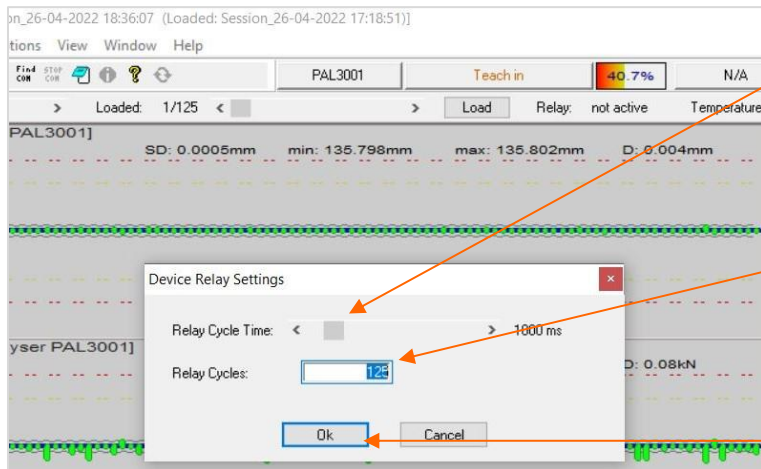 on_26-04-2022 18:36:07 (Loaded: Session_26-04-2022 17:18:51)]
tions View Window Help
Find COM STOP COM PAL3001 Teach in 40.7% N/A
> Loaded: 1/125 < > Load Relay: not active Temperature
PAL3001]
SD: 0.0005mm min: 135.798mm max: 135.802mm D: 0.004mm
Device Relay Settings
Relay Cycle Time: < > 1000 ms
yser PAL3001]
Relay Cycles: 125
D: 0.08kN
Ok Cancel